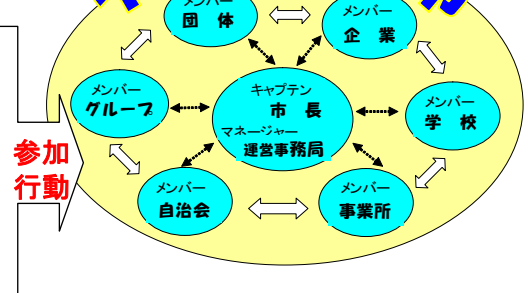 メンバー
団 体
メンバー
企 業
メンバー
グループ
キャプテン
市 長
マネージャー
運営事務局
メンバー
学 校
参加
行動
メンバー
自治会
メンバー
事業所